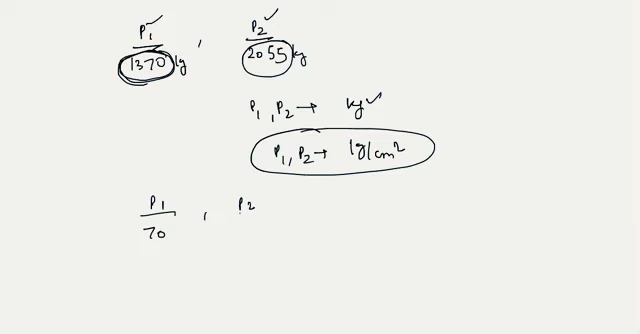 P1 , P2
1370 kg 2055 kg
P1, P2 → kg
P1, P2 → kg/cm2
P1 , P2
70